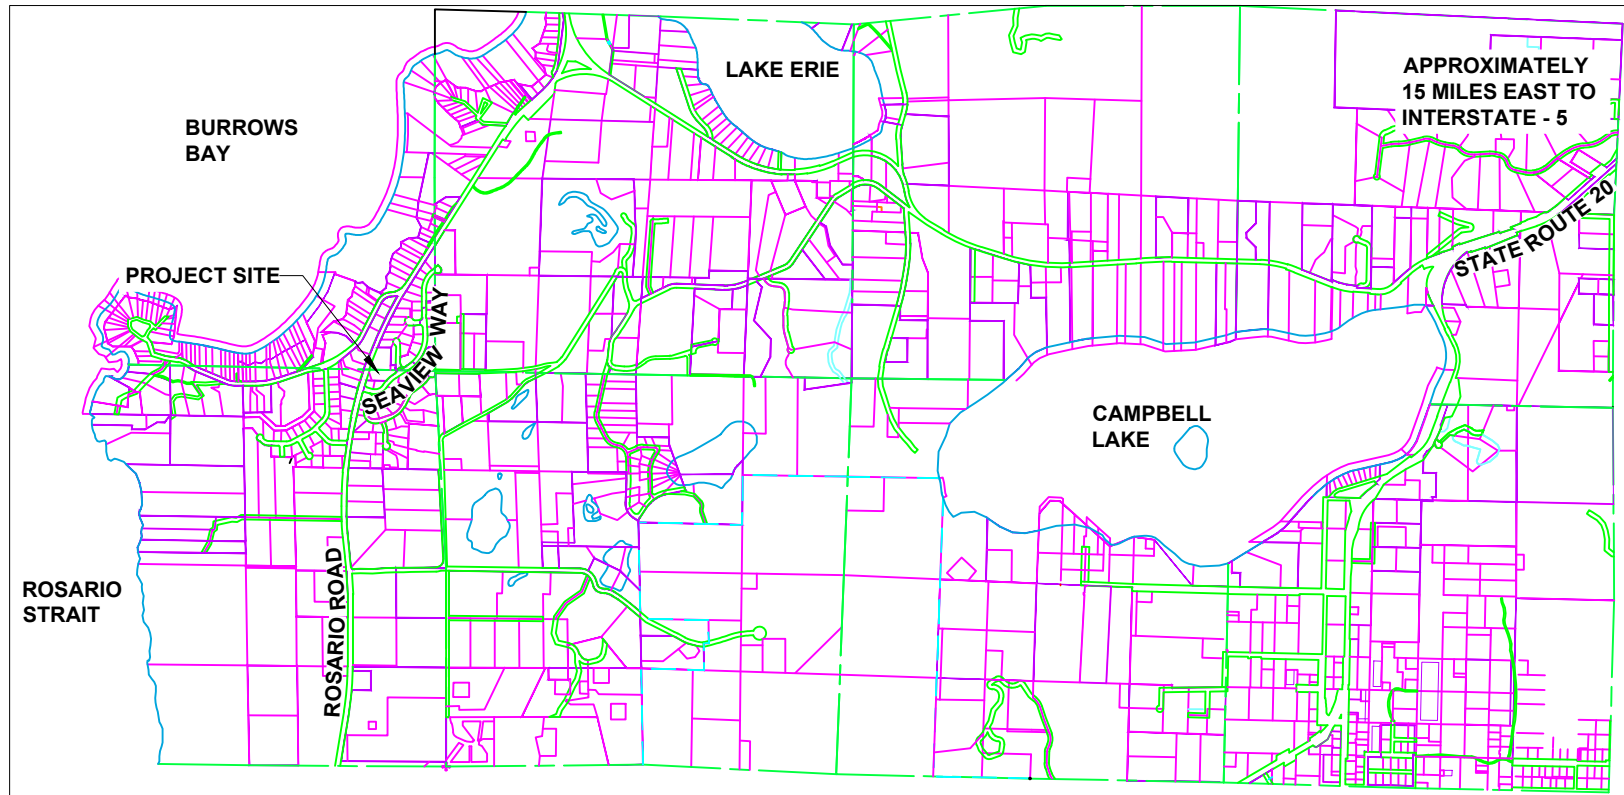 LAKE ERIE
APPROXIMATELY
15 MILES EAST TO
INTERSTATE - 5
BURROWS
BAY
STATE ROUTE 20
PROJECT SITE
SEAVIEW WAY
CAMPBELL
LAKE
ROSARIO
STRAIT
ROSARIO ROAD